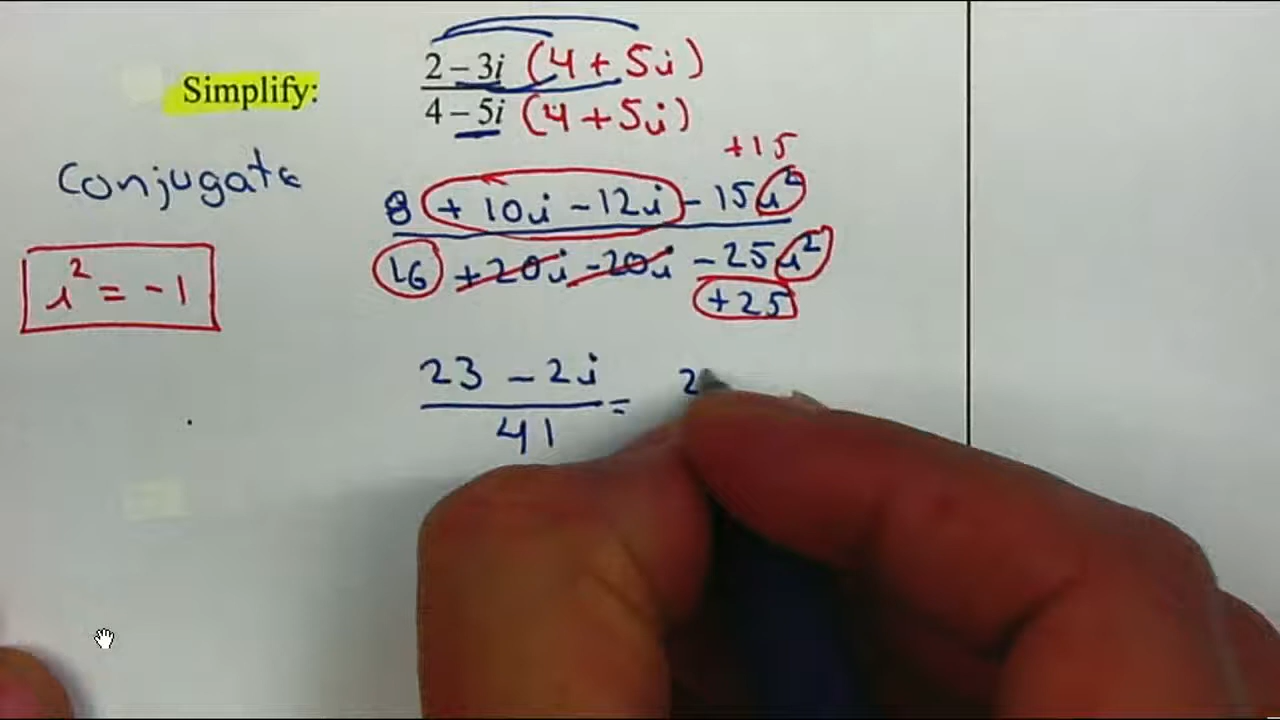 Simplify:
2 - 3i (4 + 5i)
4 - 5i (4 + 5i)
Conjugate
+15
8 + 10i - 12i - 15i²
16 + 20i - 20i - 25i²
+25
i² = -1
23 - 2i
41
=
2